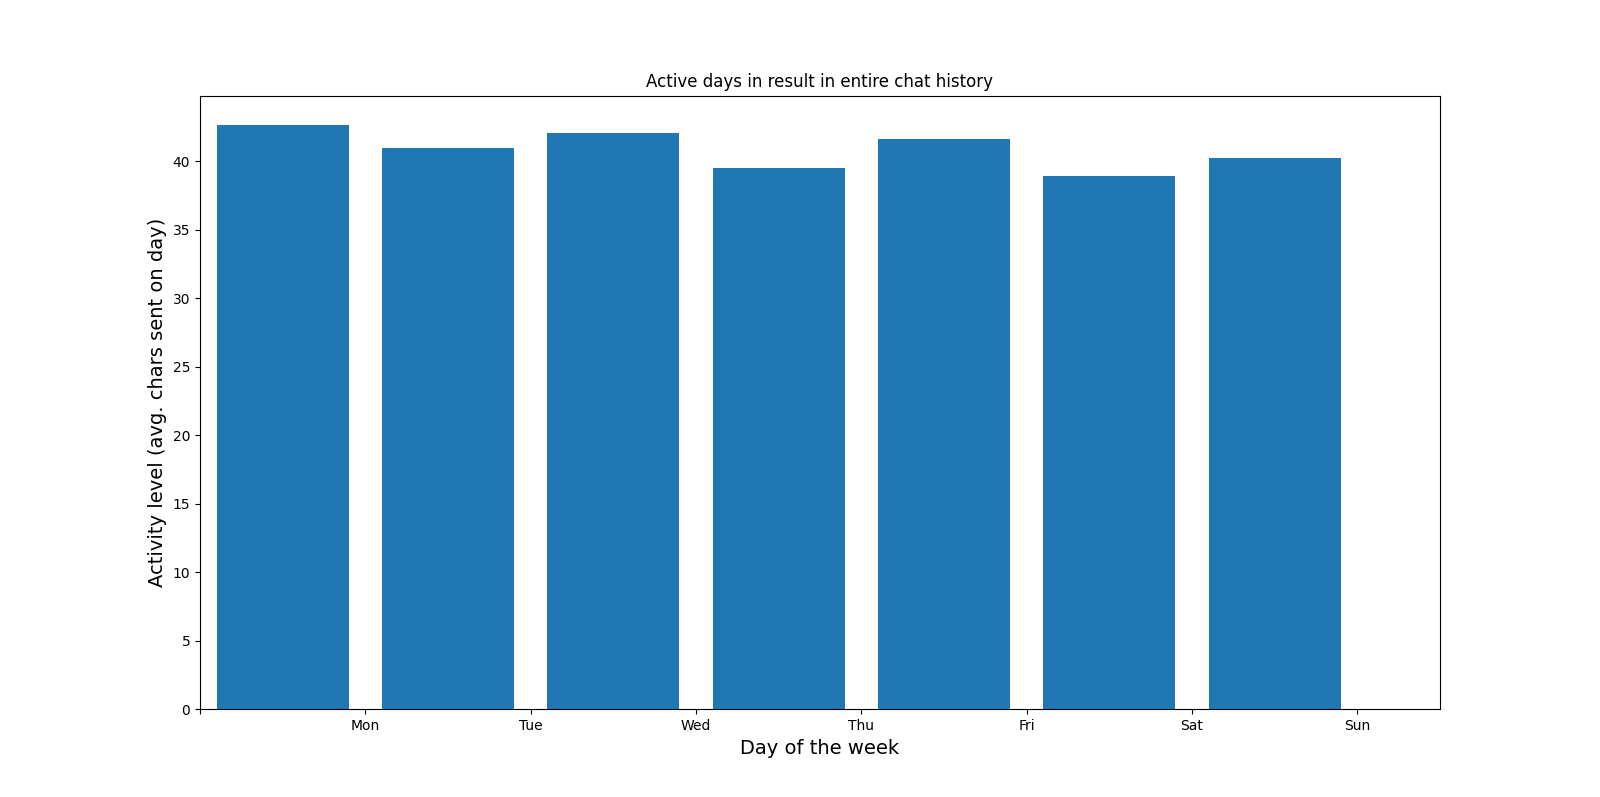 Active days in result in entire chat history
Activity level (avg. chars sent on day)
40
35
30
25
20
15
10
5
0
Mon Tue Wed Thu Fri Sat Sun
Day of the week